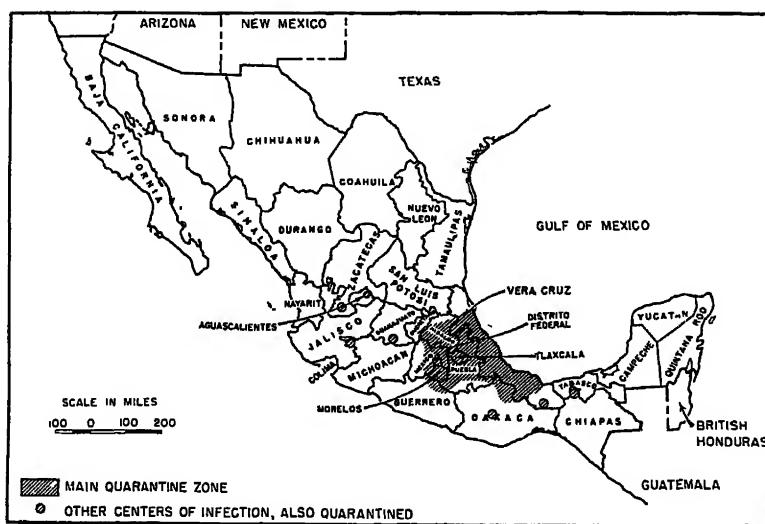 ARIZONA
NEW MEXICO
TEXAS
BAJA CALIFORNIA
SONORA
CHIHUAHUA
COAHUILA
NUEVO LEON
TAMAULIPAS
GULF OF MEXICO
SINALOA
DURANGO
ZACATECAS
SAN LUIS POTOSI
NAYARIT
VERA CRUZ
DISTRITO FEDERAL
YUCATAN
QUINTANA ROO
CAMPECHE
AGUASCALIENTES
JALISCO
GUANAJUATO
TLAXCALA
COLIMA
MICHOACAN
PUEBLA
TABASCO
MORELOS
GUERRERO
OAXACA
CHIAPAS
BRITISH HONDURAS
GUATEMALA
SCALE IN MILES
100 0 100 200
MAIN QUARANTINE ZONE
OTHER CENTERS OF INFECTION, ALSO QUARANTINED